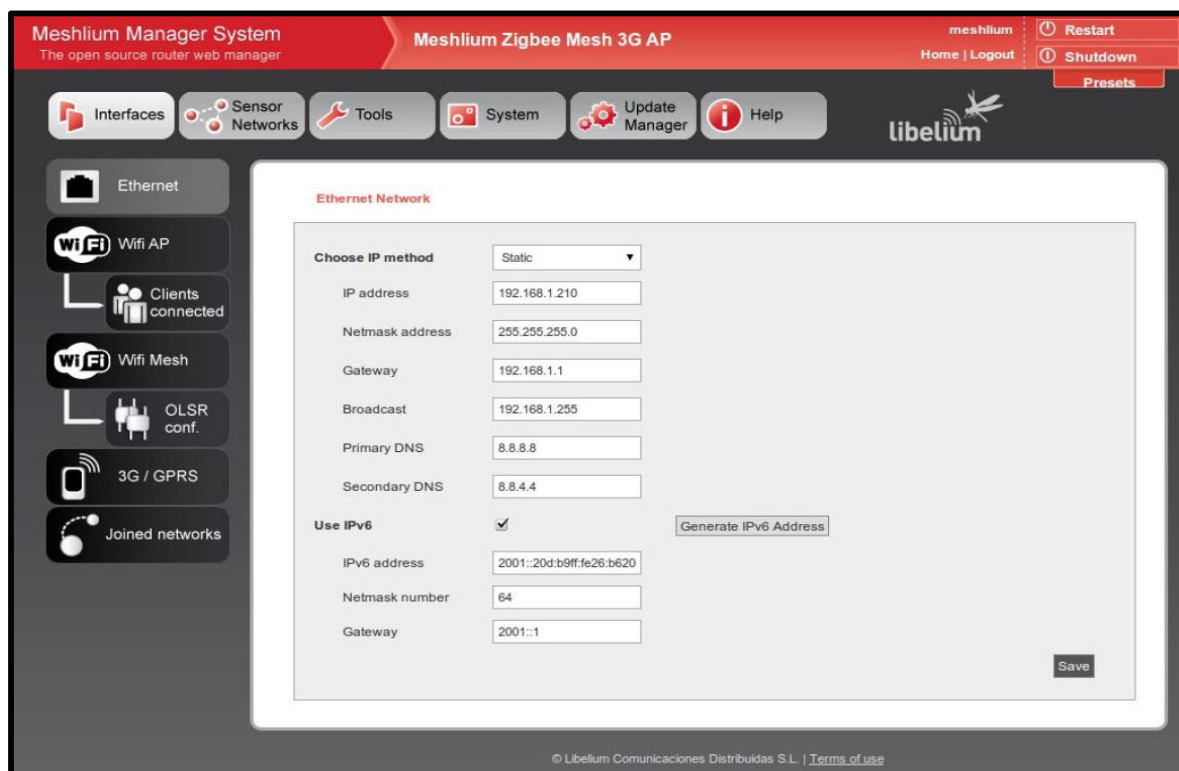 Meshlium Manager System
The open source router web manager
Meshlium Zigbee Mesh 3G AP
meshlium
Home | Logout
Restart
Shutdown
Presets
Interfaces
Sensor
Networks
Tools
System
Update
Manager
Help
libelium
Ethernet
Wifi AP
Clients
connected
Wifi Mesh
OLSR
conf.
3G / GPRS
Joined networks
Ethernet Network
Choose IP method Static
IP address 192.168.1.210
Netmask address 255.255.255.0
Gateway 192.168.1.1
Broadcast 192.168.1.255
Primary DNS 8.8.8.8
Secondary DNS 8.8.4.4
Use IPv6 Generate IPv6 Address
IPv6 address 2001::20d:b9ff:fe26:b620
Netmask number 64
Gateway 2001::1
Save
© Libelium Comunicaciones Distribuidas S.L. | Terms of use